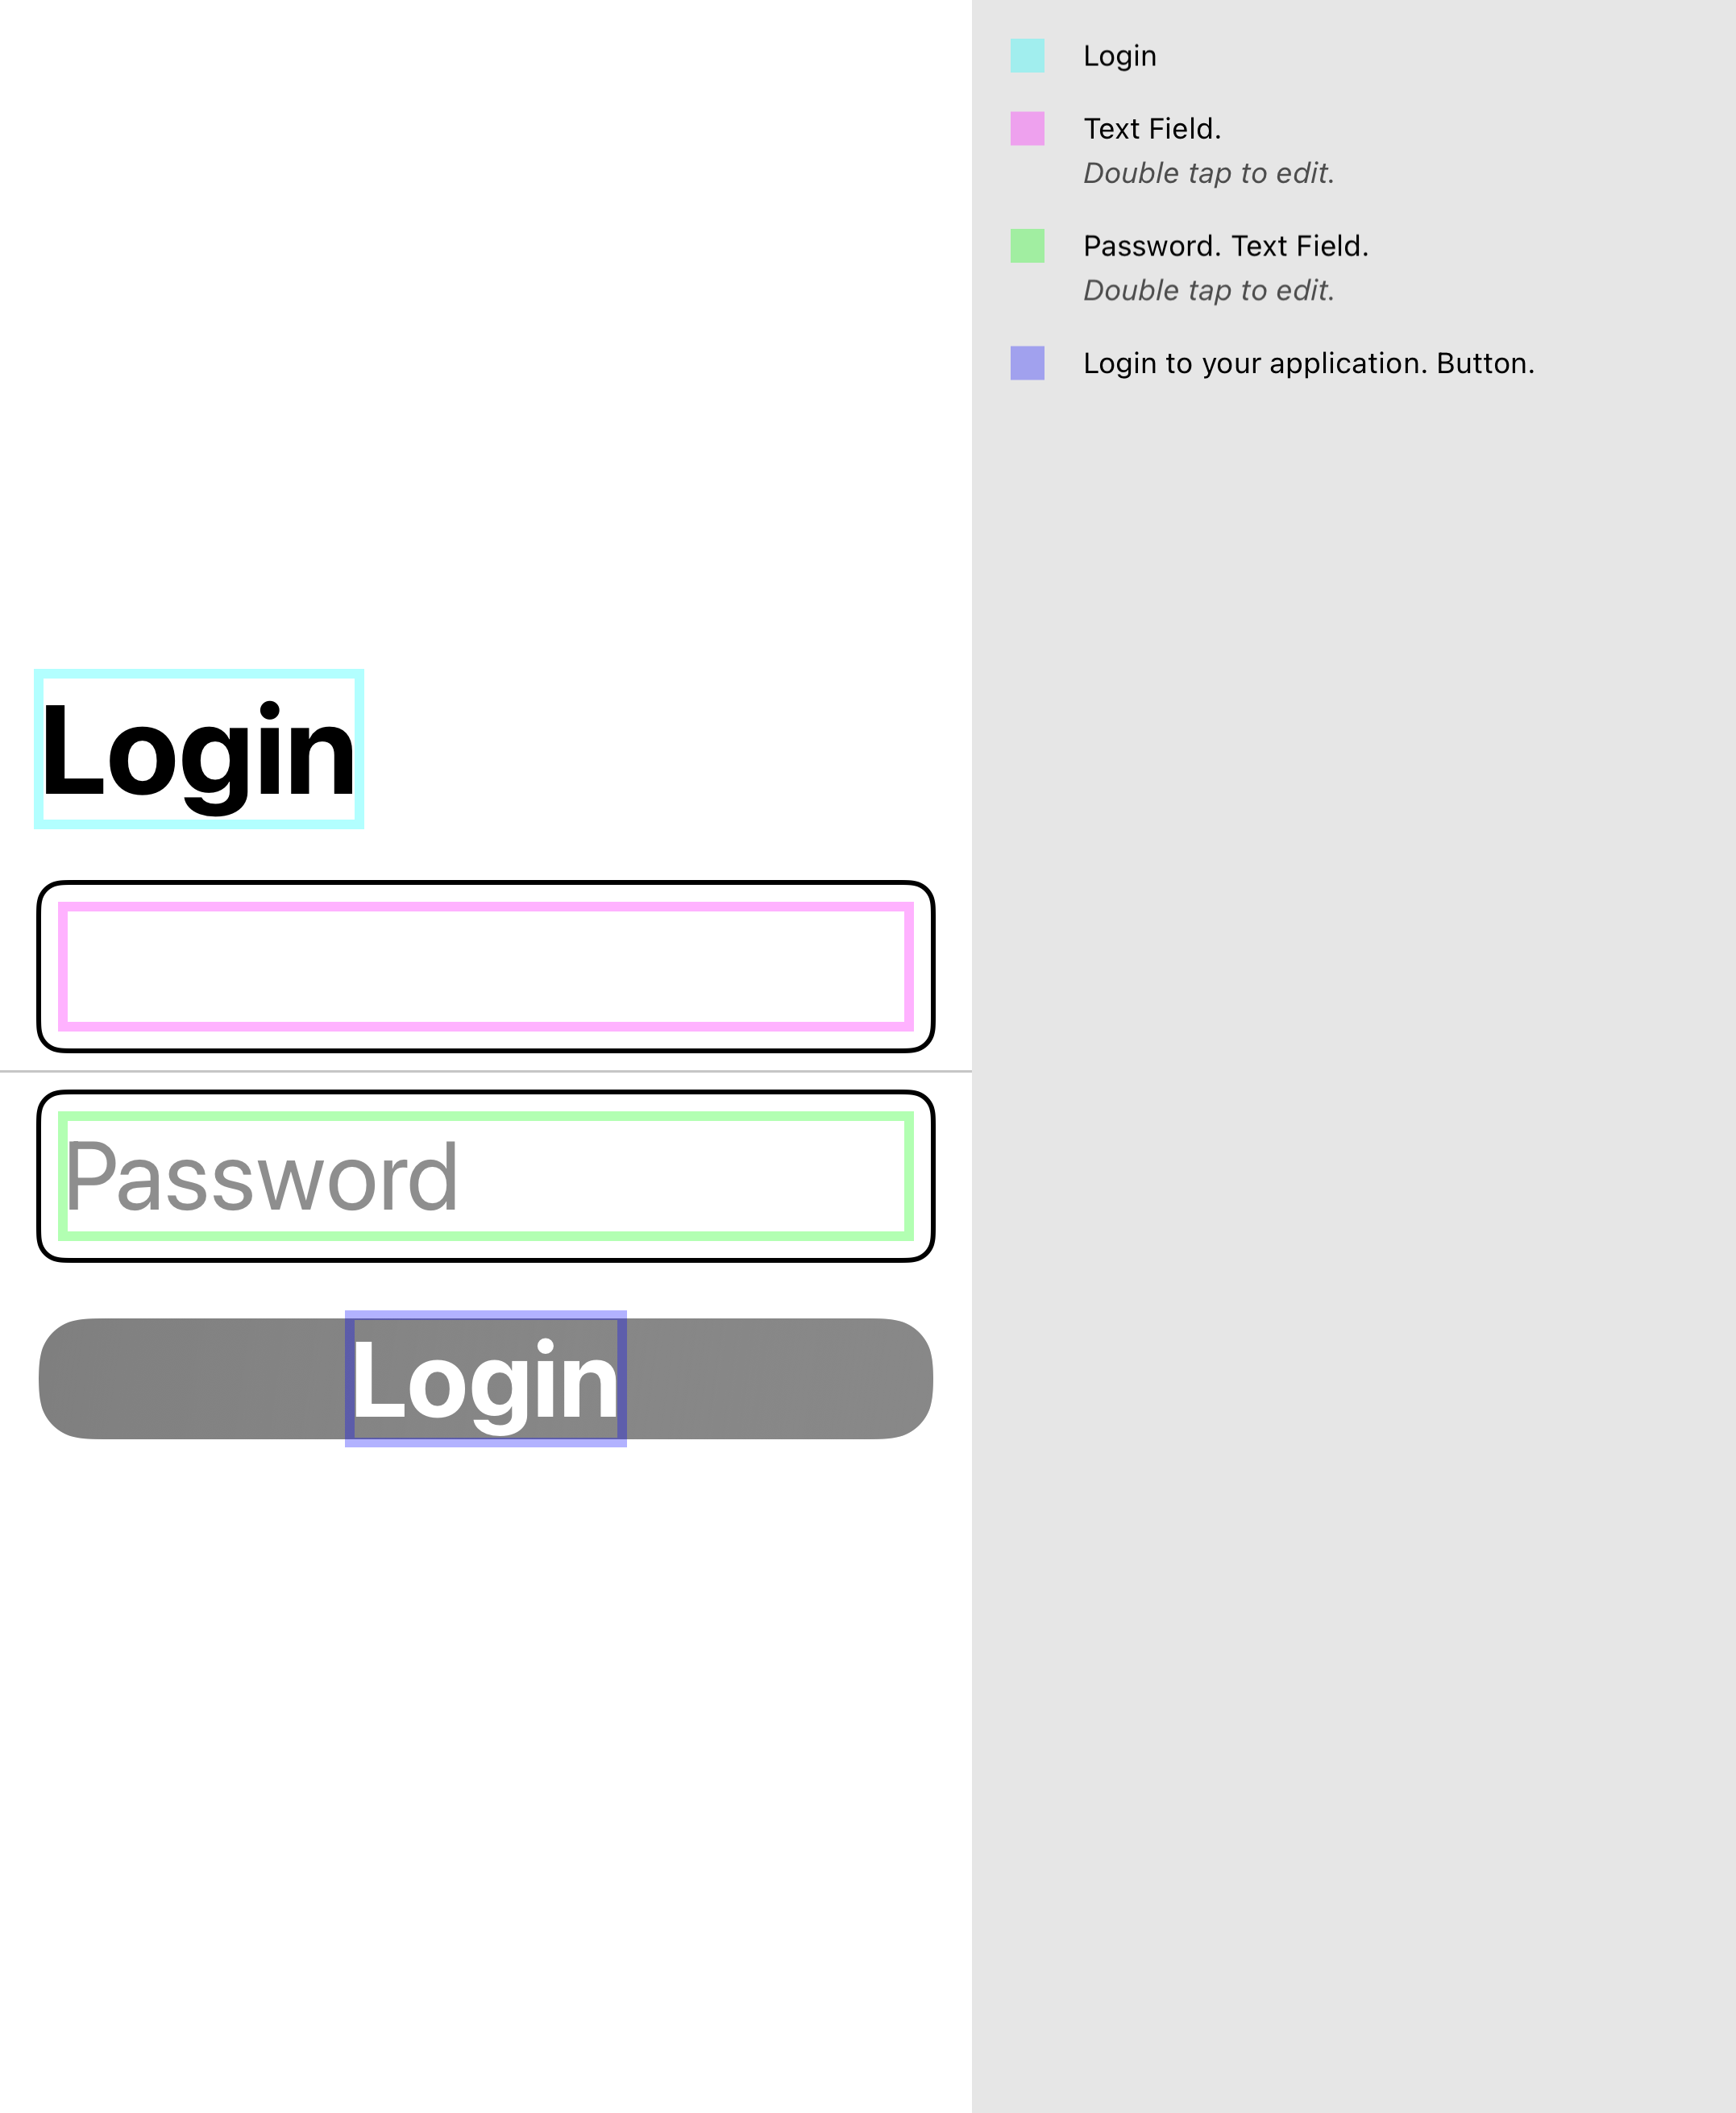 Login
Password
Login
Login
Text Field.
Double tap to edit.
Password. Text Field.
Double tap to edit.
Login to your application. Button.